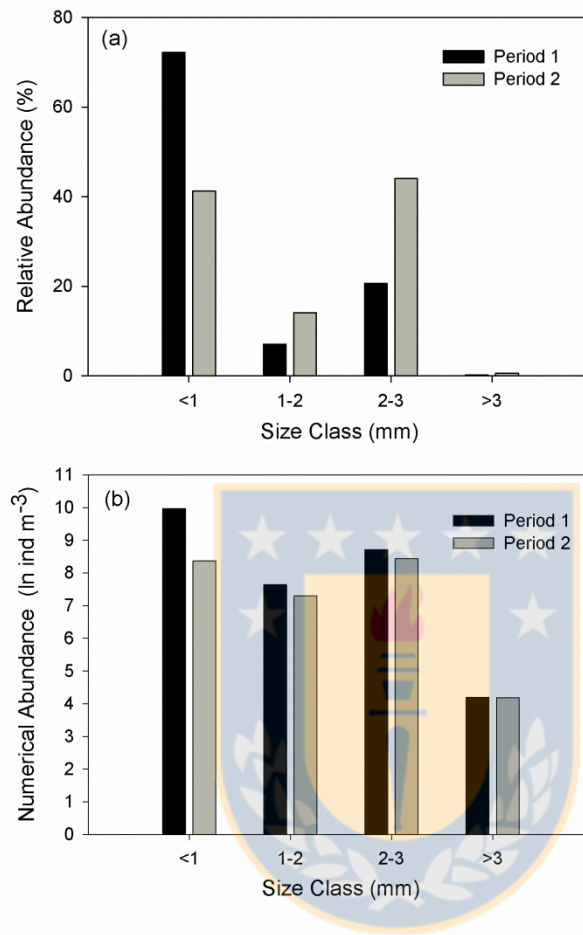 (a)
Period 1
Period 2
Relative Abundance (%)
80
60
40
20
0
<1 1-2 2-3 >3
Size Class (mm)
(b)
Period 1
Period 2
Numerical Abundance (ln ind m⁻³)
11
10
9
8
7
6
5
4
3
2
1
0
<1 1-2 2-3 >3
Size Class (mm)